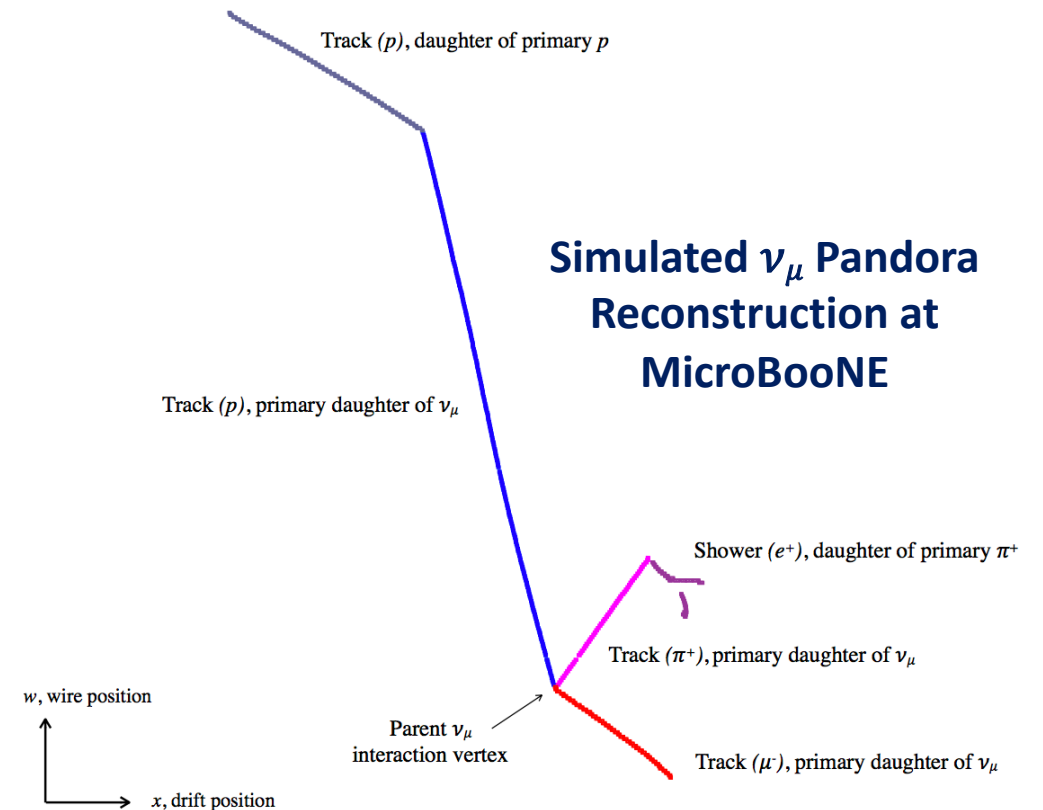 Track (p), daughter of primary p
Simulated νμ Pandora
Reconstruction at
MicroBooNE
Track (p), primary daughter of νμ
Shower (e⁺), daughter of primary π⁺
Track (π⁺), primary daughter of νμ
w, wire position
Parent νμ
interaction vertex
Track (μ⁻), primary daughter of νμ
x, drift position